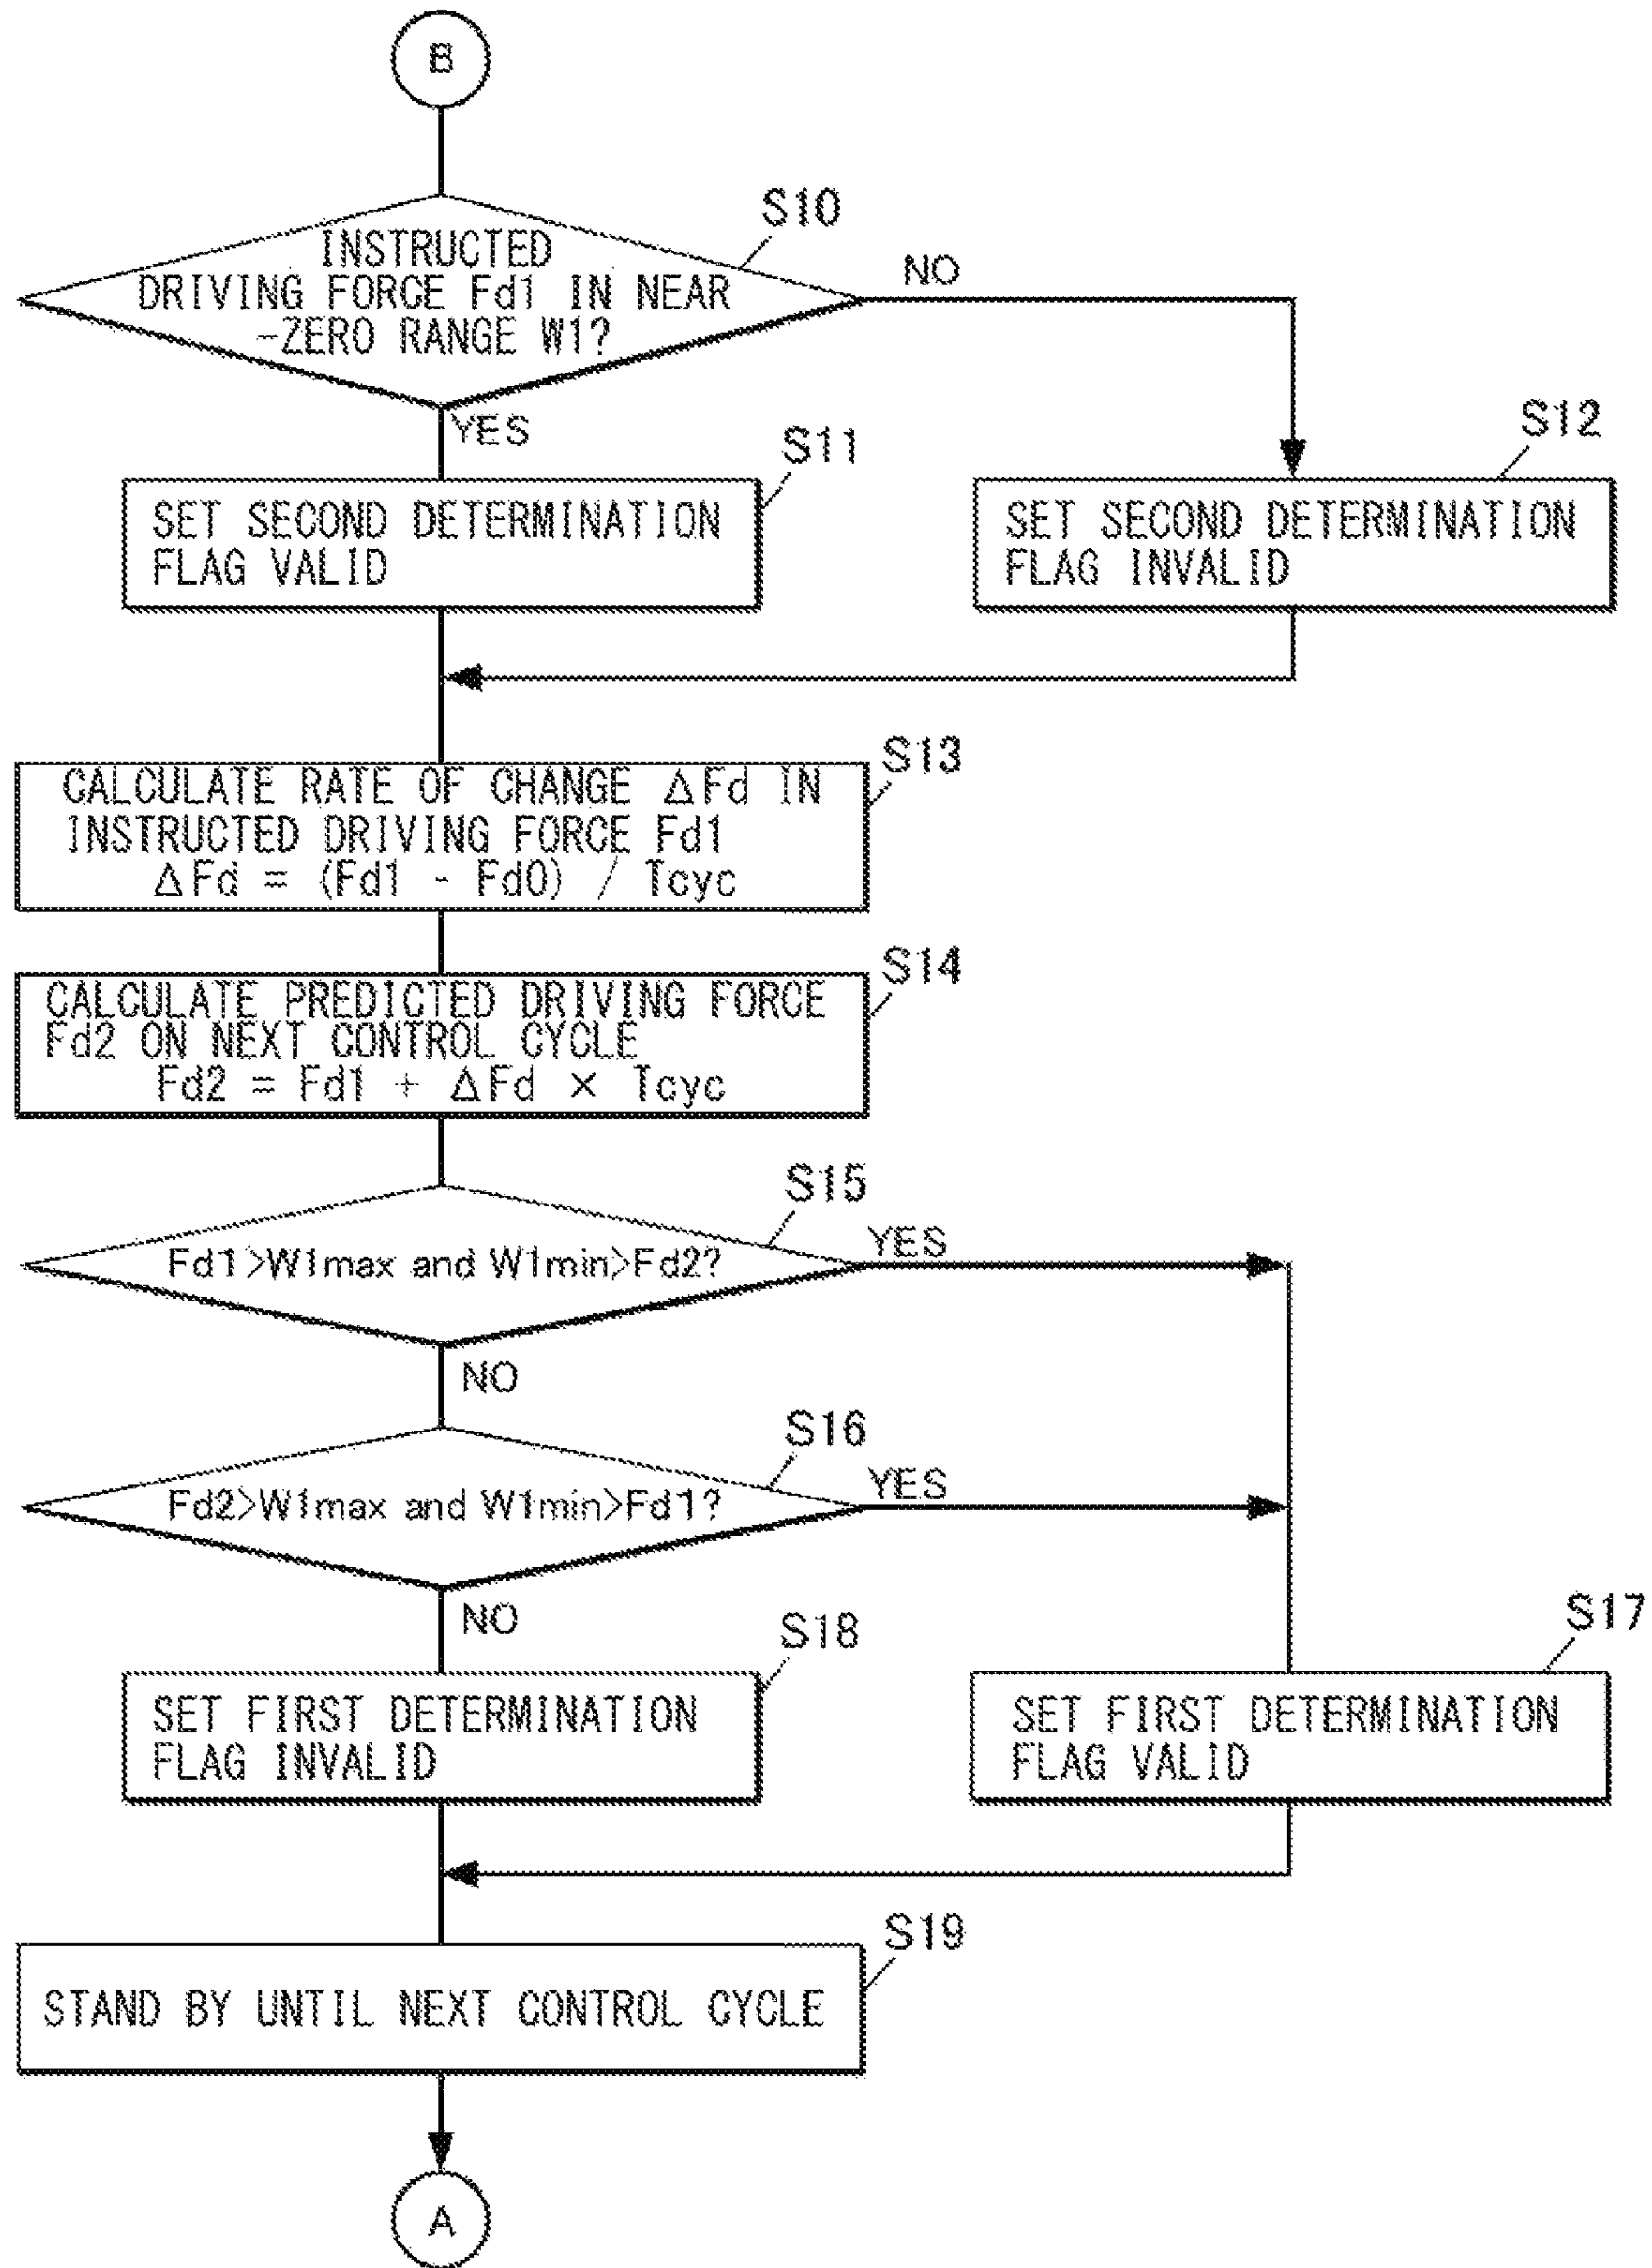 B
S10
INSTRUCTED
DRIVING FORCE Fd1 IN NEAR
-ZERO RANGE W1?
NO
YES
S11
SET SECOND DETERMINATION
FLAG VALID
S12
SET SECOND DETERMINATION
FLAG INVALID
S13
CALCULATE RATE OF CHANGE ΔFd IN
INSTRUCTED DRIVING FORCE Fd1
ΔFd = (Fd1 - Fd0) / Tcyc
S14
CALCULATE PREDICTED DRIVING FORCE
Fd2 ON NEXT CONTROL CYCLE
Fd2 = Fd1 + ΔFd × Tcyc
S15
Fd1>W1max and W1min>Fd2?
YES
NO
S16
Fd2>W1max and W1min>Fd1?
YES
NO
S18
SET FIRST DETERMINATION
FLAG INVALID
S17
SET FIRST DETERMINATION
FLAG VALID
S19
STAND BY UNTIL NEXT CONTROL CYCLE
A